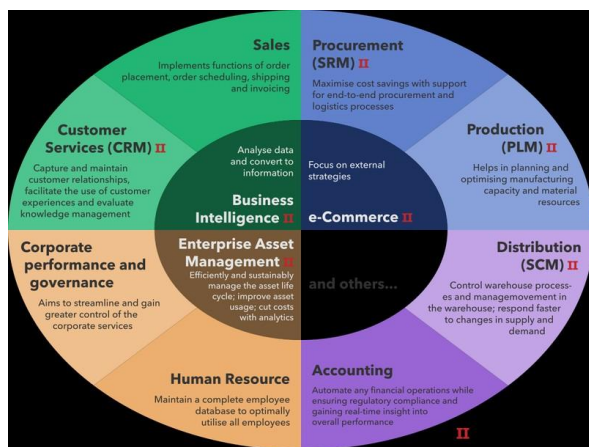 Sales
Implements functions of order
placement, order scheduling, shipping
and invoicing
Procurement
(SRM) II
Maximise cost savings with support
for end-to-end procurement and
logistics processes
Customer
Services (CRM) II
Capture and maintain
customer relationships,
facilitate the use of customer
experiences and evaluate
knowledge management
Analyse data
and convert to
information
Business
Intelligence II
Focus on external
strategies
e-Commerce II
Production
(PLM) II
Helps in planning and
optimising manufacturing
capacity and material
resources
Corporate
performance and
governance
Aims to streamline and gain
greater control of the
corporate services
Enterprise Asset
Management II
Efficiently and sustainably
manage the asset life
cycle; improve asset
usage; cut costs
with analytics
and others...
Distribution
(SCM) II
Control warehouse process-
es and managmovement in
the warehouse; respond faster
to changes in supply and
demand
Human Resource
Maintain a complete employee
database to optimally
utilise all employees
Accounting
Automate any financial operations while
ensuring regulatory compliance and
gaining real-time insight into
overall performance
II